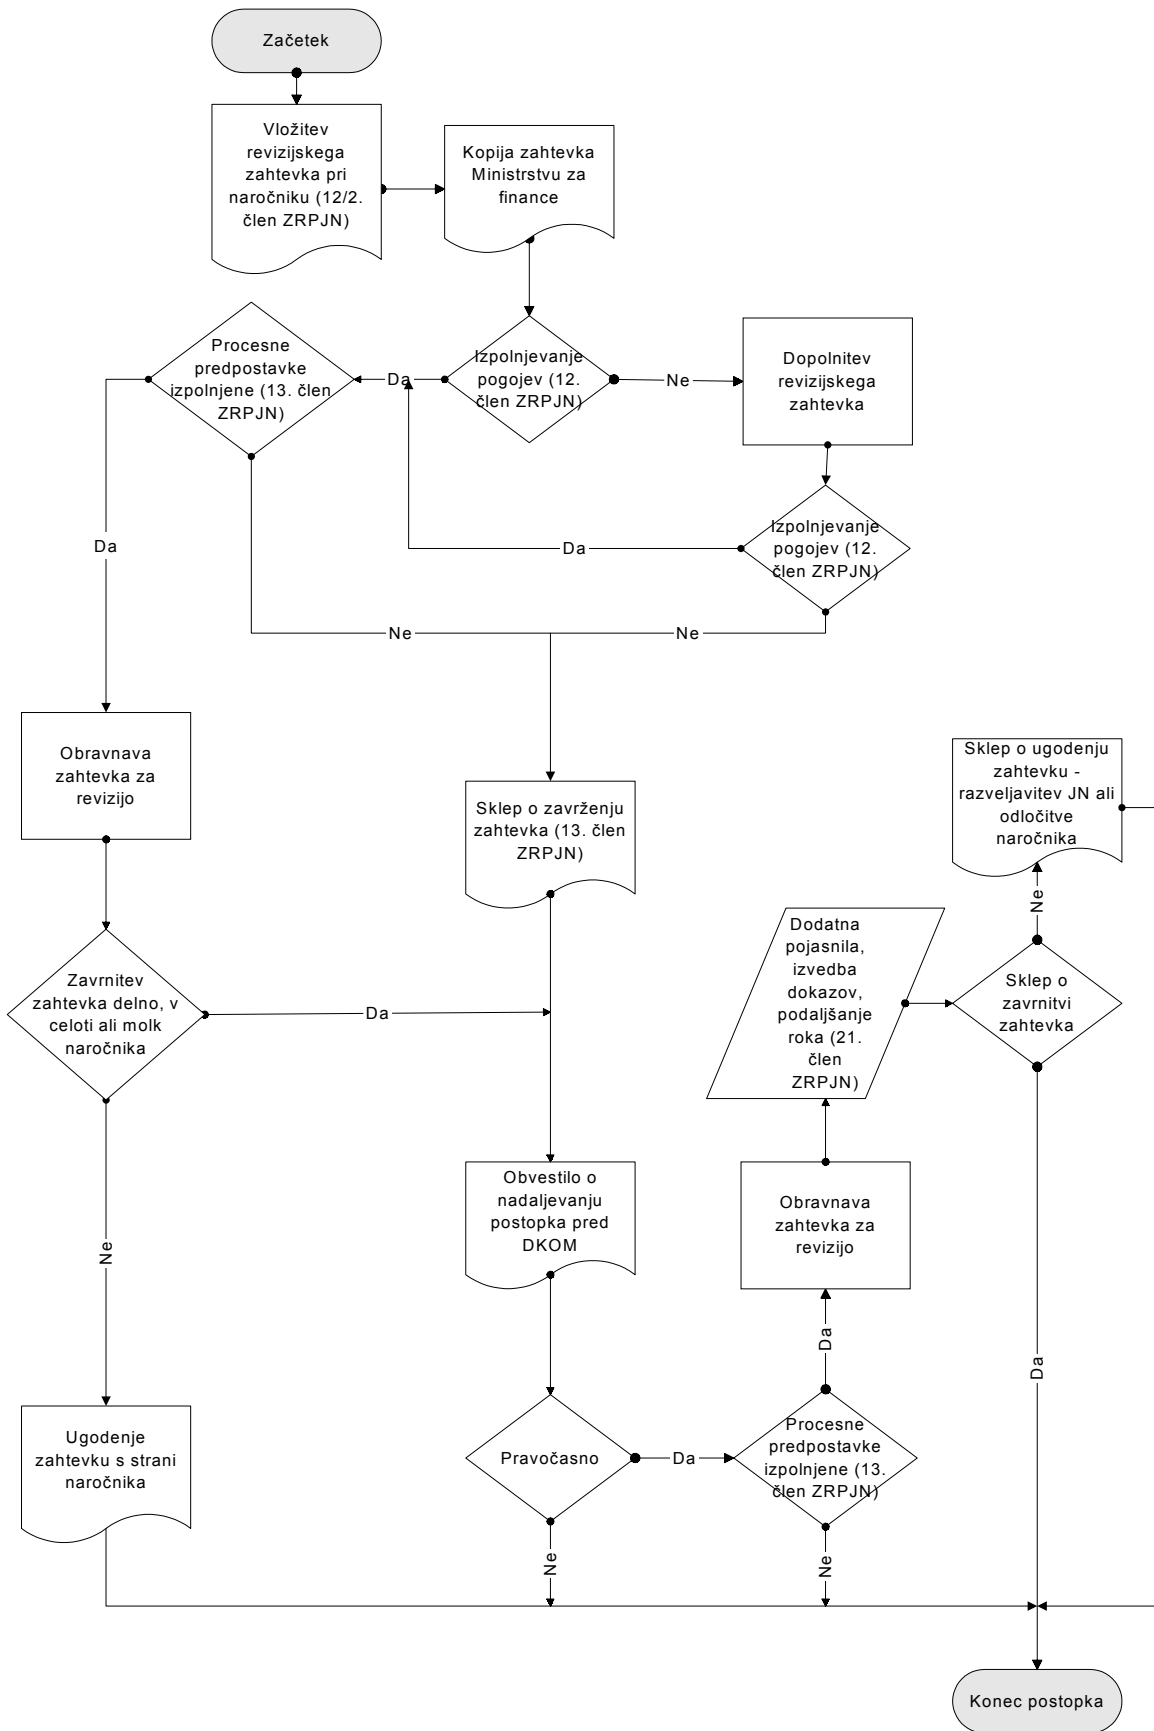 Začetek
Vložitev
revizijskega
zahtevka pri
naročniku (12/2.
člen ZRPJN)
Kopija zahtevka
Ministrstvu za
finance
Procesne
predpostavke
izpolnjene (13. člen
ZRPJN)
Da
Izpolnjevanje
pogojev (12.
člen ZRPJN)
Ne
Dopolnitev
revizijskega
zahtevka
Da
Da
Izpolnjevanje
pogojev (12.
člen ZRPJN)
Ne
Ne
Obravnava
zahtevka za
revizijo
Sklep o zavrženju
zahtevka (13. člen
ZRPJN)
Sklep o ugodenju
zahtevku -
razveljavitev JN ali
odločitve
naročnika
Ne
Dodatna
pojasnila,
izvedba
dokazov,
podaljšanje
roka (21.
člen
ZRPJN)
Sklep o
zavrnitvi
zahtevka
Zavrnitev
zahtevka delno, v
celoti ali molk
naročnika
Da
Ne
Obvestilo o
nadaljevanju
postopka pred
DKOM
Obravnava
zahtevka za
revizijo
Da
Da
Ugodenje
zahtevku s strani
naročnika
Pravočasno
Da
Procesne
predpostavke
izpolnjene (13.
člen ZRPJN)
Ne
Ne
Konec postopka